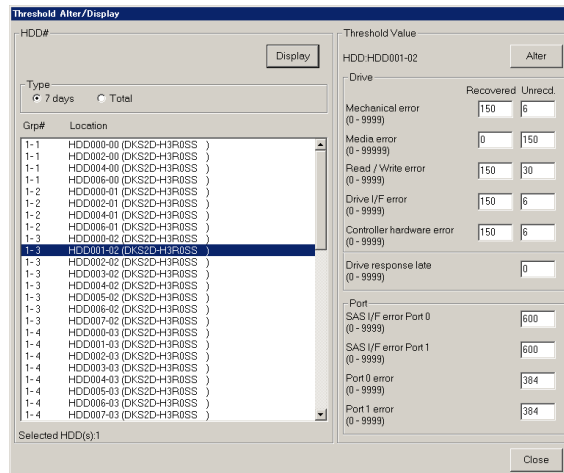 Threshold Alter/Display
HDD#
Display
Type
7 days
Total
Grp# Location
1- 1 HDD000-00 (DKS2D-H3R0SS )
1- 1 HDD002-00 (DKS2D-H3R0SS )
1- 1 HDD004-00 (DKS2D-H3R0SS )
1- 1 HDD006-00 (DKS2D-H3R0SS )
1- 2 HDD000-01 (DKS2D-H3R0SS )
1- 2 HDD002-01 (DKS2D-H3R0SS )
1- 2 HDD004-01 (DKS2D-H3R0SS )
1- 2 HDD006-01 (DKS2D-H3R0SS )
1- 3 HDD000-02 (DKS2D-H3R0SS )
1- 3 HDD001-02 (DKS2D-H3R0SS )
1- 3 HDD002-02 (DKS2D-H3R0SS )
1- 3 HDD003-02 (DKS2D-H3R0SS )
1- 3 HDD004-02 (DKS2D-H3R0SS )
1- 3 HDD005-02 (DKS2D-H3R0SS )
1- 3 HDD006-02 (DKS2D-H3R0SS )
1- 3 HDD007-02 (DKS2D-H3R0SS )
1- 4 HDD000-03 (DKS2D-H3R0SS )
1- 4 HDD001-03 (DKS2D-H3R0SS )
1- 4 HDD002-03 (DKS2D-H3R0SS )
1- 4 HDD003-03 (DKS2D-H3R0SS )
1- 4 HDD004-03 (DKS2D-H3R0SS )
1- 4 HDD005-03 (DKS2D-H3R0SS )
1- 4 HDD006-03 (DKS2D-H3R0SS )
1- 4 HDD007-03 (DKS2D-H3R0SS )
Selected HDD(s):1
Threshold Value
HDD:HDD001-02
Alter
Drive
Recovered Unrecd.
Mechanical error 150 6
(0 - 9999)
Media error 0 150
(0 - 99999)
Read / Write error 150 30
(0 - 9999)
Drive I/F error 150 6
(0 - 9999)
Controller hardware error 150 6
(0 - 9999)
Drive response late 0
(0 - 9999)
Port
SAS I/F error Port 0 600
(0 - 9999)
SAS I/F error Port 1 600
(0 - 9999)
Port 0 error 384
(0 - 9999)
Port 1 error 384
(0 - 9999)
Close